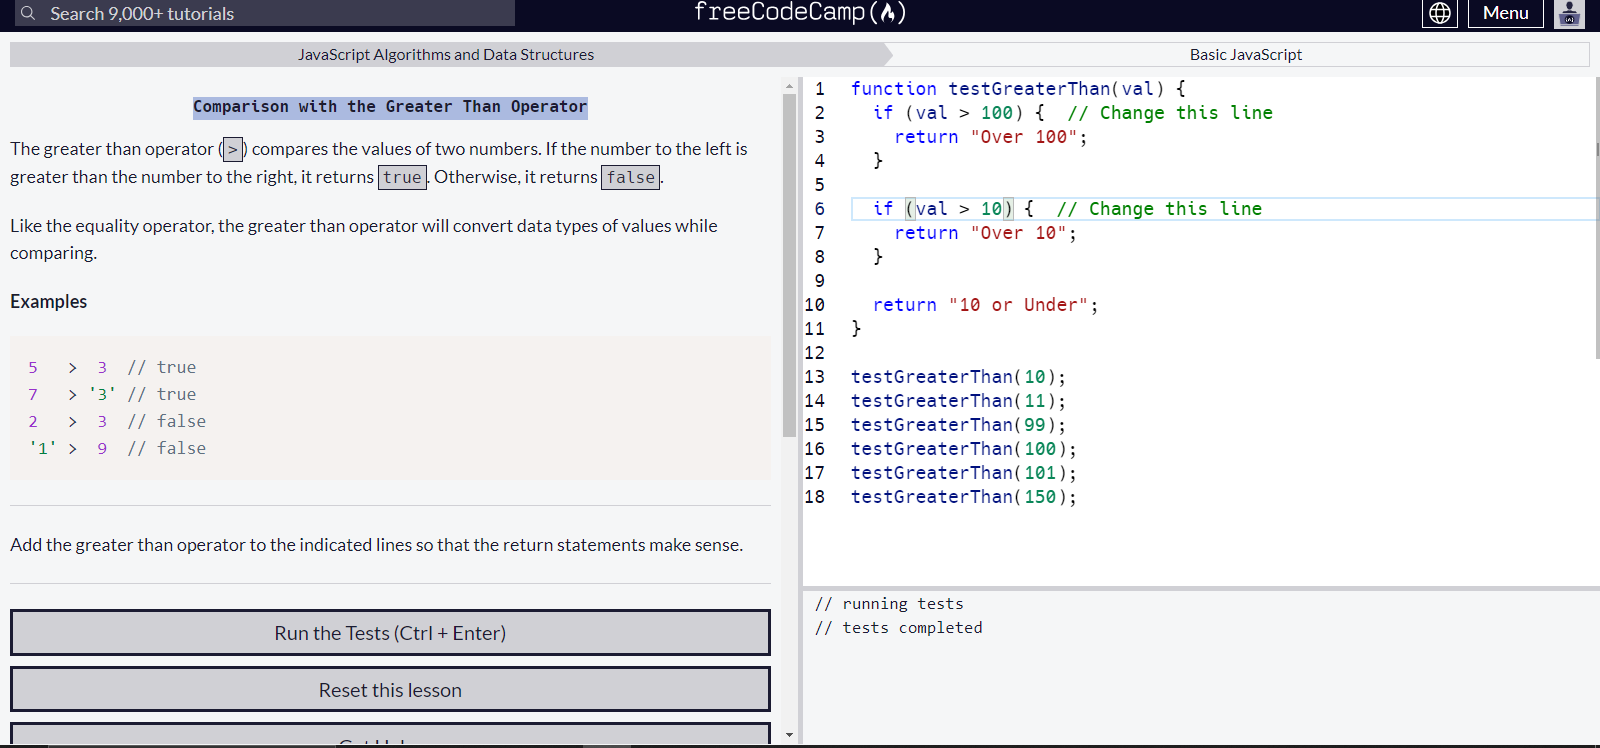 Search 9,000+ tutorials
freeCodeCamp
Menu
JavaScript Algorithms and Data Structures
Basic JavaScript
Comparison with the Greater Than Operator
The greater than operator (>) compares the values of two numbers. If the number to the left is
greater than the number to the right, it returns true. Otherwise, it returns false.
Like the equality operator, the greater than operator will convert data types of values while
comparing.
Examples
5 > 3 // true
7 > '3' // true
2 > 3 // false
'1' > 9 // false
Add the greater than operator to the indicated lines so that the return statements make sense.
Run the Tests (Ctrl + Enter)
Reset this lesson
1 function testGreaterThan(val) {
2 if (val > 100) { // Change this line
3 return "Over 100";
4 }
5
6 if (val > 10) { // Change this line
7 return "Over 10";
8 }
9
10 return "10 or Under";
11 }
12
13 testGreaterThan(10);
14 testGreaterThan(11);
15 testGreaterThan(99);
16 testGreaterThan(100);
17 testGreaterThan(101);
18 testGreaterThan(150);
// running tests
// tests completed